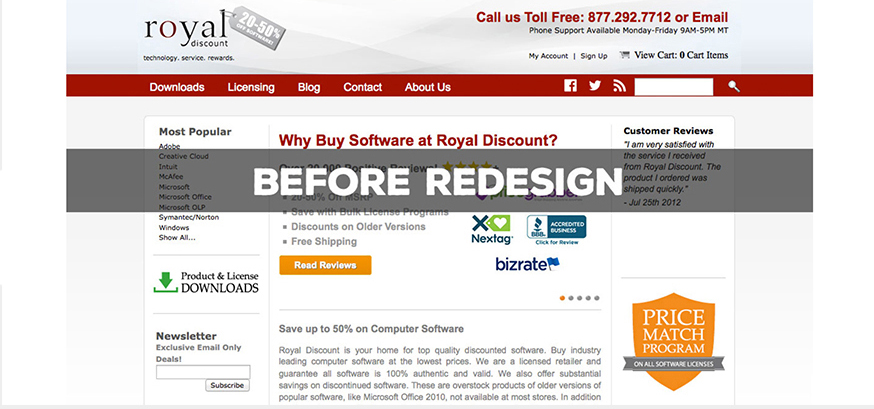 royal
discount
20-50%
OFF SOFTWARE!
technology. service. rewards.
Call us Toll Free: 877.292.7712 or Email
Phone Support Available Monday-Friday 9AM-5PM MT
My Account | Sign Up View Cart: 0 Cart Items
Downloads Licensing Blog Contact About Us
Most Popular
Adobe
Creative Cloud
Intuit
McAfee
Microsoft
Microsoft Office
Microsoft OLP
Symantec/Norton
Windows
Show All...
Product & License
DOWNLOADS
Newsletter
Exclusive Email Only
Deals!
Subscribe
Why Buy Software at Royal Discount?
Over 20,000 Positive Reviews!
BEFORE REDESIGN
20-50% Off MSRP
Save with Bulk License Programs
Discounts on Older Versions
Free Shipping
Read Reviews
Nextag
BBB
ACCREDITED
BUSINESS
Click for Review
bizrate
Save up to 50% on Computer Software
Royal Discount is your home for top quality discounted software. Buy industry
leading computer software at the lowest prices. We are a licensed retailer and
guarantee all software is 100% authentic and valid. We also offer substantial
savings on discontinued software. These are overstock products of older versions of
popular software, like Microsoft Office 2010, not available at most stores. In addition
Customer Reviews
"I am very satisfied with
the service I received
from Royal Discount. The
product I ordered was
shipped quickly."
- Jul 25th 2012
PRICE
MATCH
PROGRAM
ON ALL SOFTWARE LICENSES